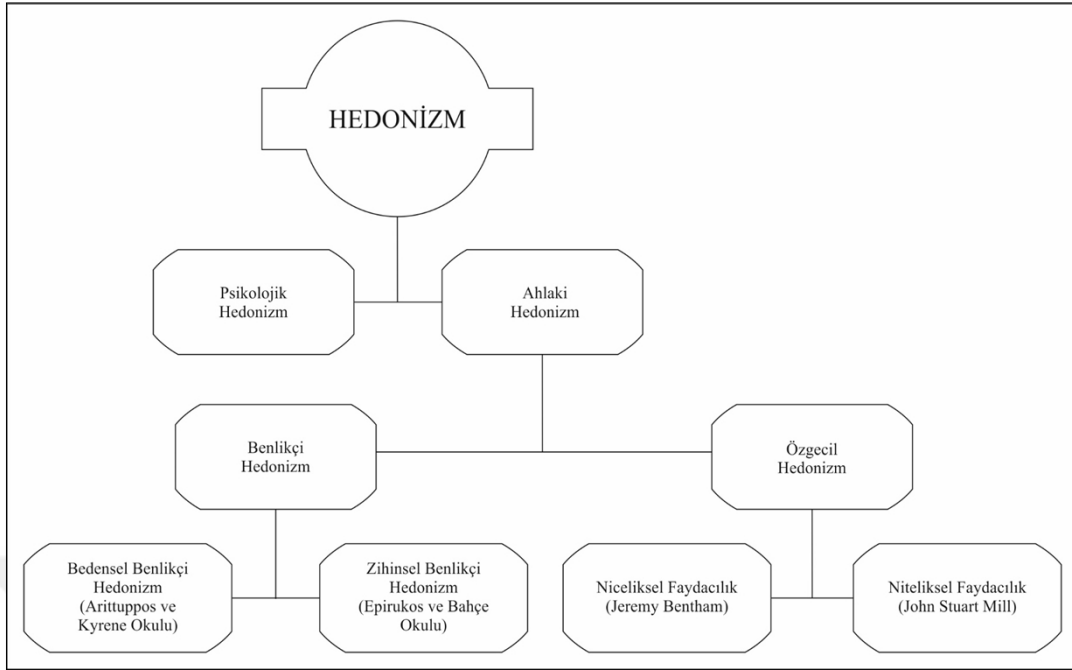 HEDONİZM
Psikolojik
Hedonizm
Ahlaki
Hedonizm
Benlikçi
Hedonizm
Özgecil
Hedonizm
Bedensel Benlikçi
Hedonizm
(Arittuppos ve
Kyrene Okulu)
Zihinsel Benlikçi
Hedonizm
(Epirukos ve Bahçe
Okulu)
Niceliksel Faydacılık
(Jeremy Bentham)
Niteliksel Faydacılık
(John Stuart Mill)